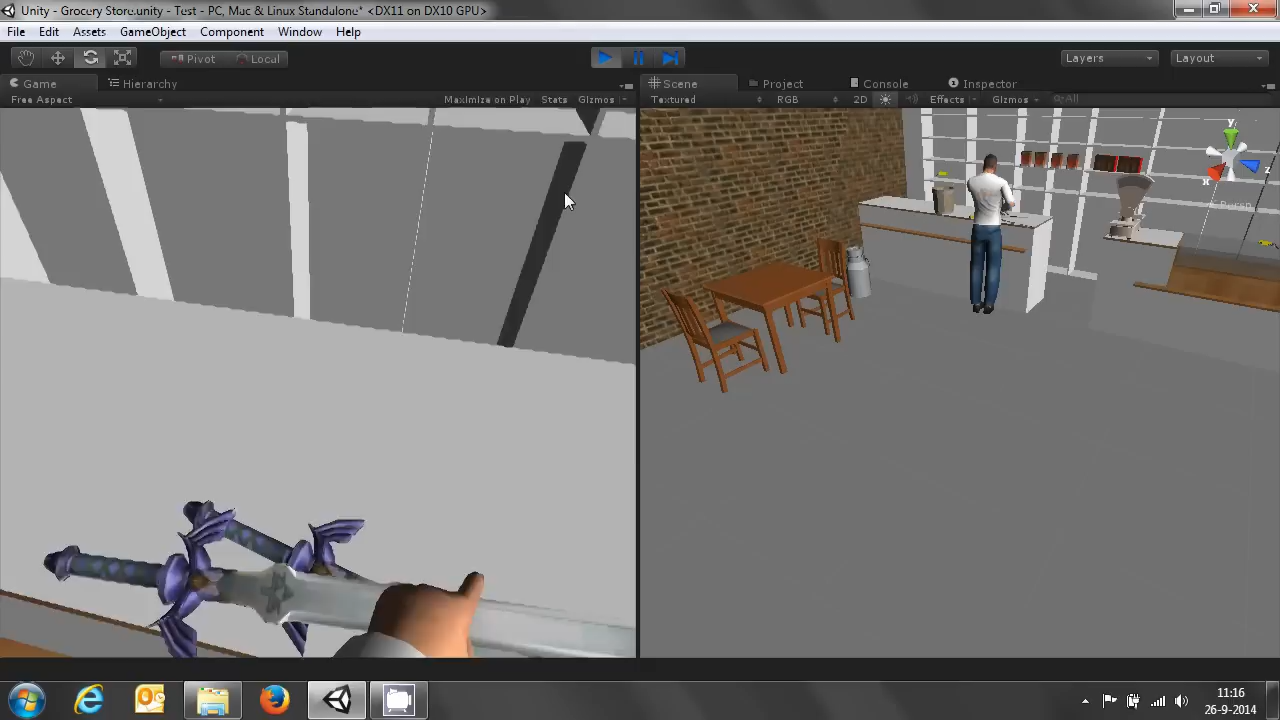 Unity - Grocery Store.unity - Test - PC, Mac & Linux Standalone* <DX11 on DX10 GPU>
File Edit Assets GameObject Component Window Help
Pivot Local Layers Layout
Game Hierarchy Scene Project Console Inspector
Free Aspect Maximize on Play Stats Gizmos Textured RGB 2D Effects Gizmos All
y
x z
Persp
11:16
26-9-2014